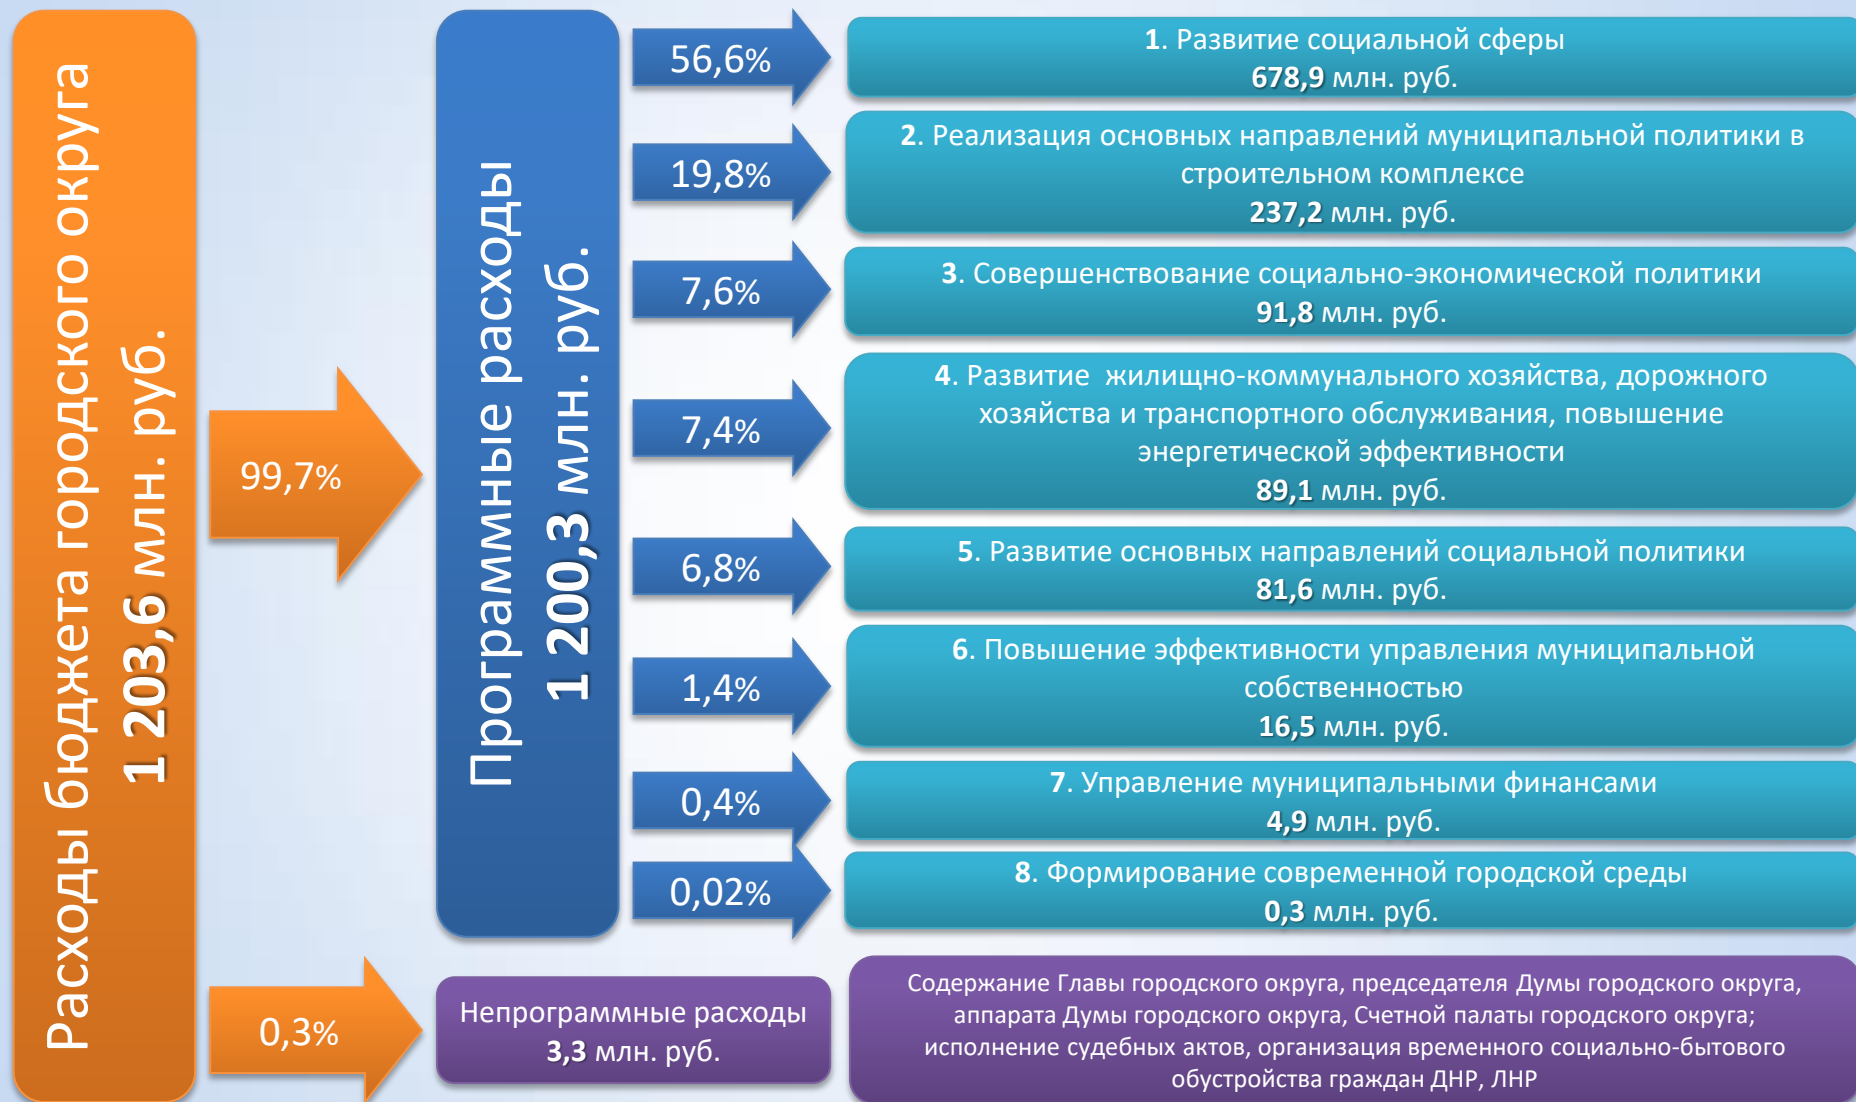 Расходы бюджета городского округа
1 203,6 млн. руб.
99,7%
0,3%
Программные расходы
1 200,3 млн. руб.
56,6%
1. Развитие социальной сферы
678,9 млн. руб.
19,8%
2. Реализация основных направлений муниципальной политики в
строительном комплексе
237,2 млн. руб.
7,6%
3. Совершенствование социально-экономической политики
91,8 млн. руб.
7,4%
4. Развитие жилищно-коммунального хозяйства, дорожного
хозяйства и транспортного обслуживания, повышение
энергетической эффективности
89,1 млн. руб.
6,8%
5. Развитие основных направлений социальной политики
81,6 млн. руб.
1,4%
6. Повышение эффективности управления муниципальной
собственностью
16,5 млн. руб.
0,4%
7. Управление муниципальными финансами
4,9 млн. руб.
0,02%
8. Формирование современной городской среды
0,3 млн. руб.
Непрограммные расходы
3,3 млн. руб.
Содержание Главы городского округа, председателя Думы городского округа,
аппарата Думы городского округа, Счетной палаты городского округа;
исполнение судебных актов, организация временного социально-бытового
обустройства граждан ДНР, ЛНР